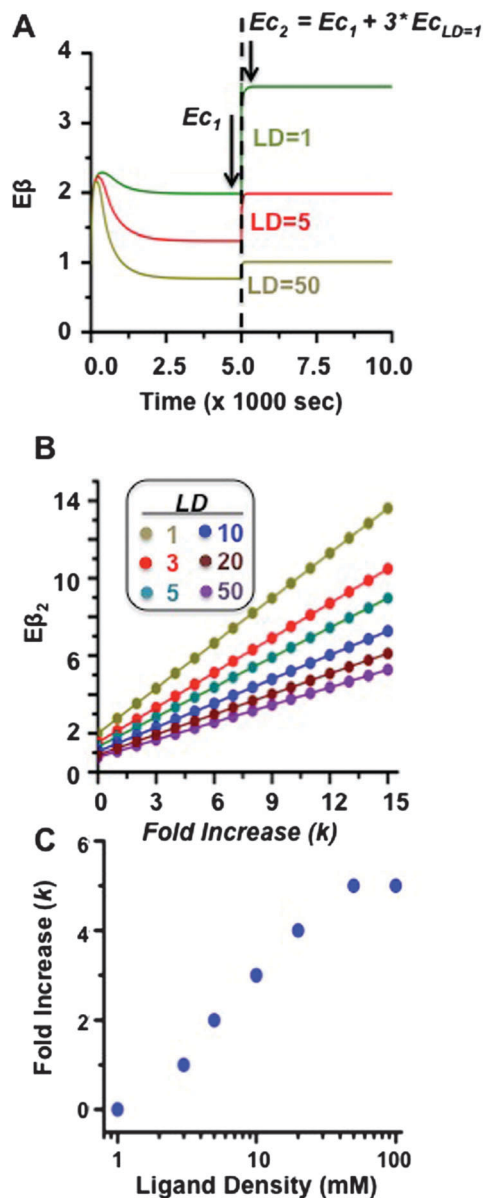 A
Ec₂ = Ec₁ + 3* Ec_LD=1
4
Ec₁
3
LD=1
Eβ
2
LD=5
1
LD=50
0
0.0 2.5 5.0 7.5 10.0
Time (x 1000 sec)
B
14
LD
1 10
3 20
5 50
10
Eβ₂
6
2
0
0 3 6 9 12 15
Fold Increase (k)
C
6
4
Fold Increase (k)
2
0
1 10 100
Ligand Density (mM)